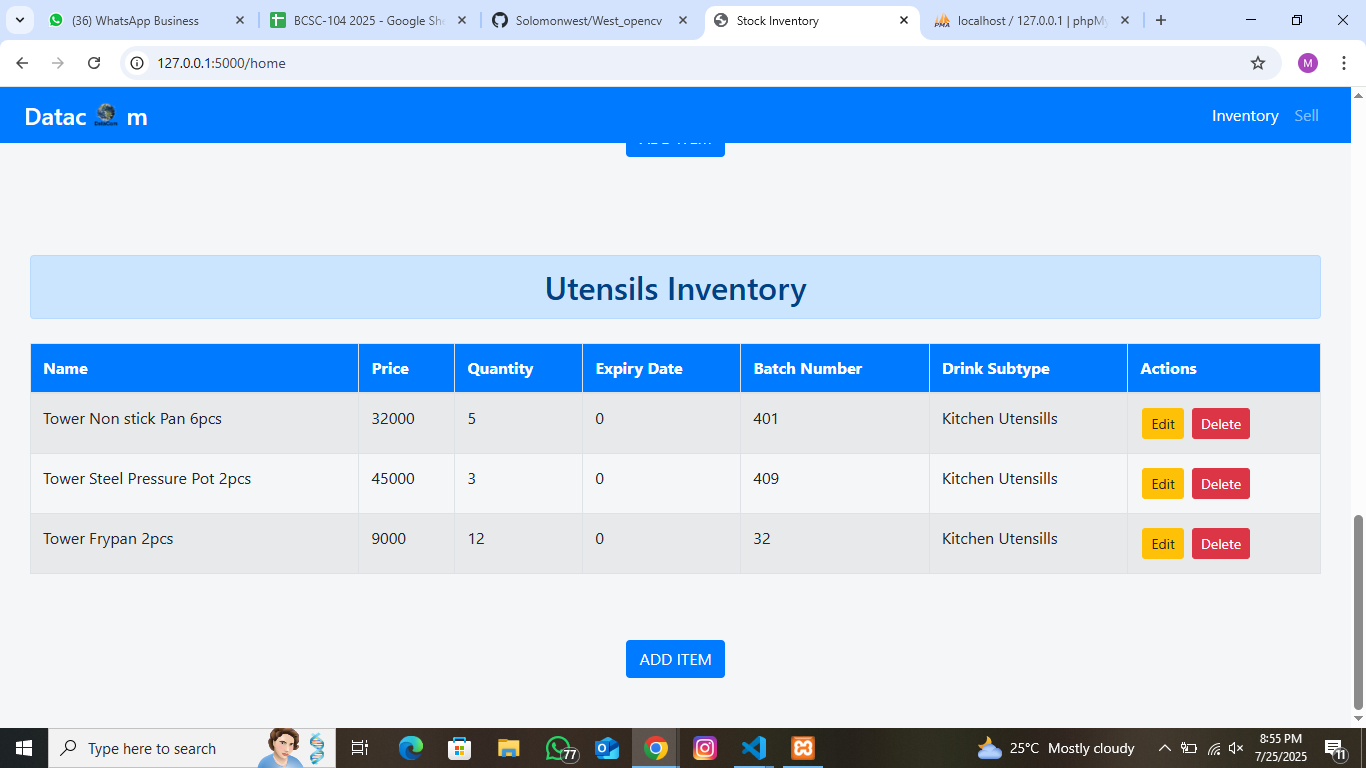 (36) WhatsApp Business
BCSC-104 2025 - Google She
Solomonwest/West_opencv
Stock Inventory
localhost / 127.0.0.1 | phpMy
127.0.0.1:5000/home
M
Datac m
Inventory Sell
ADD ITEM
Utensils Inventory
Name Price Quantity Expiry Date Batch Number Drink Subtype Actions
Tower Non stick Pan 6pcs 32000 5 0 401 Kitchen Utensills Edit Delete
Tower Steel Pressure Pot 2pcs 45000 3 0 409 Kitchen Utensills Edit Delete
Tower Frypan 2pcs 9000 12 0 32 Kitchen Utensills Edit Delete
ADD ITEM
Type here to search
77
25°C Mostly cloudy
8:55 PM
7/25/2025
11